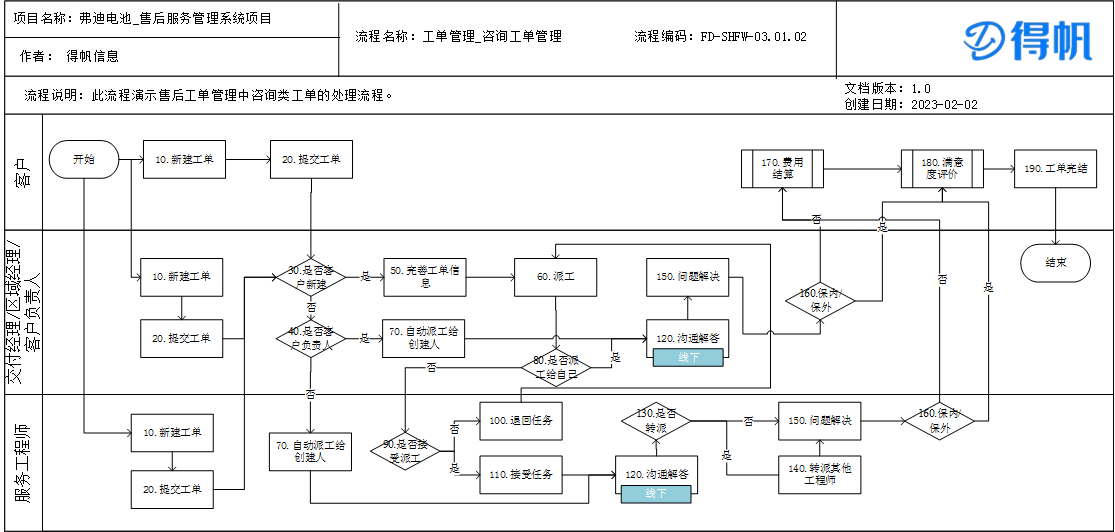 项目名称：弗迪电池_售后服务管理系统项目
作者： 得帆信息
流程名称：工单管理_咨询工单管理
流程编码：FD-SHFW-03.01.02
得帆
流程说明：此流程演示售后工单管理中咨询类工单的处理流程。
文档版本：1.0
创建日期：2023-02-02
客户
开始
10.新建工单
20.提交工单
170.费用
结算
180.满意
度评价
190.工单完结
否
是
交付经理/区域经理/
客户负责人
10.新建工单
20.提交工单
30.是否客
户新建
是
50.完善工单信
息
60.派工
150.问题解决
160.保内/
保外
结束
否
是
否
40.是否客
户负责人
是
70.自动派工给
创建人
80.是否派
工给自己
是
否
120.沟通解答
线下
否
服务工程师
10.新建工单
20.提交工单
70.自动派工给
创建人
90.是否接
受派工
否
是
100.退回任务
110.接受任务
130.是否
转派
否
是
120.沟通解答
线下
150.问题解决
140.转派其他
工程师
160.保内/
保外